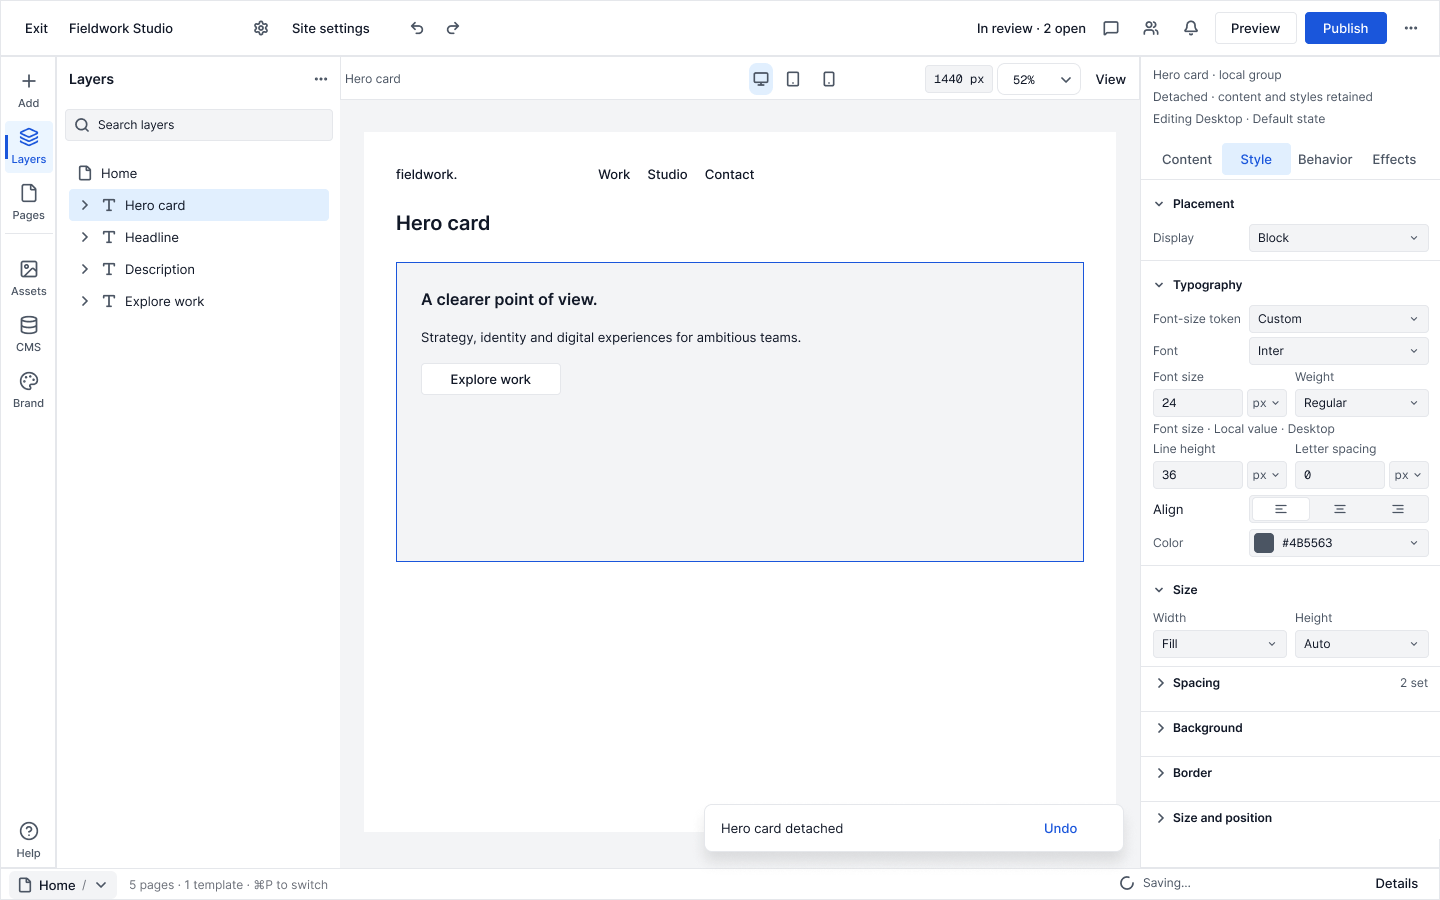 Exit
Fieldwork Studio
Site settings
In review · 2 open
Preview
Publish
Add
Layers
Pages
Assets
CMS
Brand
Help
Layers
Search layers
Home
Hero card
Headline
Description
Explore work
Hero card
1440 px
52%
View
fieldwork.
Work
Studio
Contact
Hero card
A clearer point of view.
Strategy, identity and digital experiences for ambitious teams.
Explore work
Hero card detached
Undo
Hero card · local group
Detached · content and styles retained
Editing Desktop · Default state
Content
Style
Behavior
Effects
Placement
Display
Block
Typography
Font-size token
Custom
Font
Inter
Font size
Weight
24
px
Regular
Font size · Local value · Desktop
Line height
Letter spacing
36
px
0
px
Align
Color
#4B5563
Size
Width
Height
Fill
Auto
Spacing
2 set
Background
Border
Size and position
Home /
5 pages · 1 template · ⌘P to switch
Saving...
Details